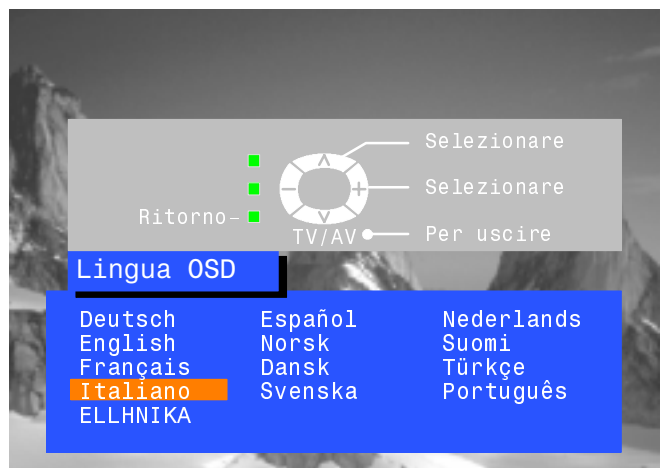 Selezionare
Selezionare
Ritorno
TV/AV Per uscire
Lingua OSD
Deutsch Español Nederlands
English Norsk Suomi
Français Dansk Türkçe
Italiano Svenska Português
ELLHNIKA